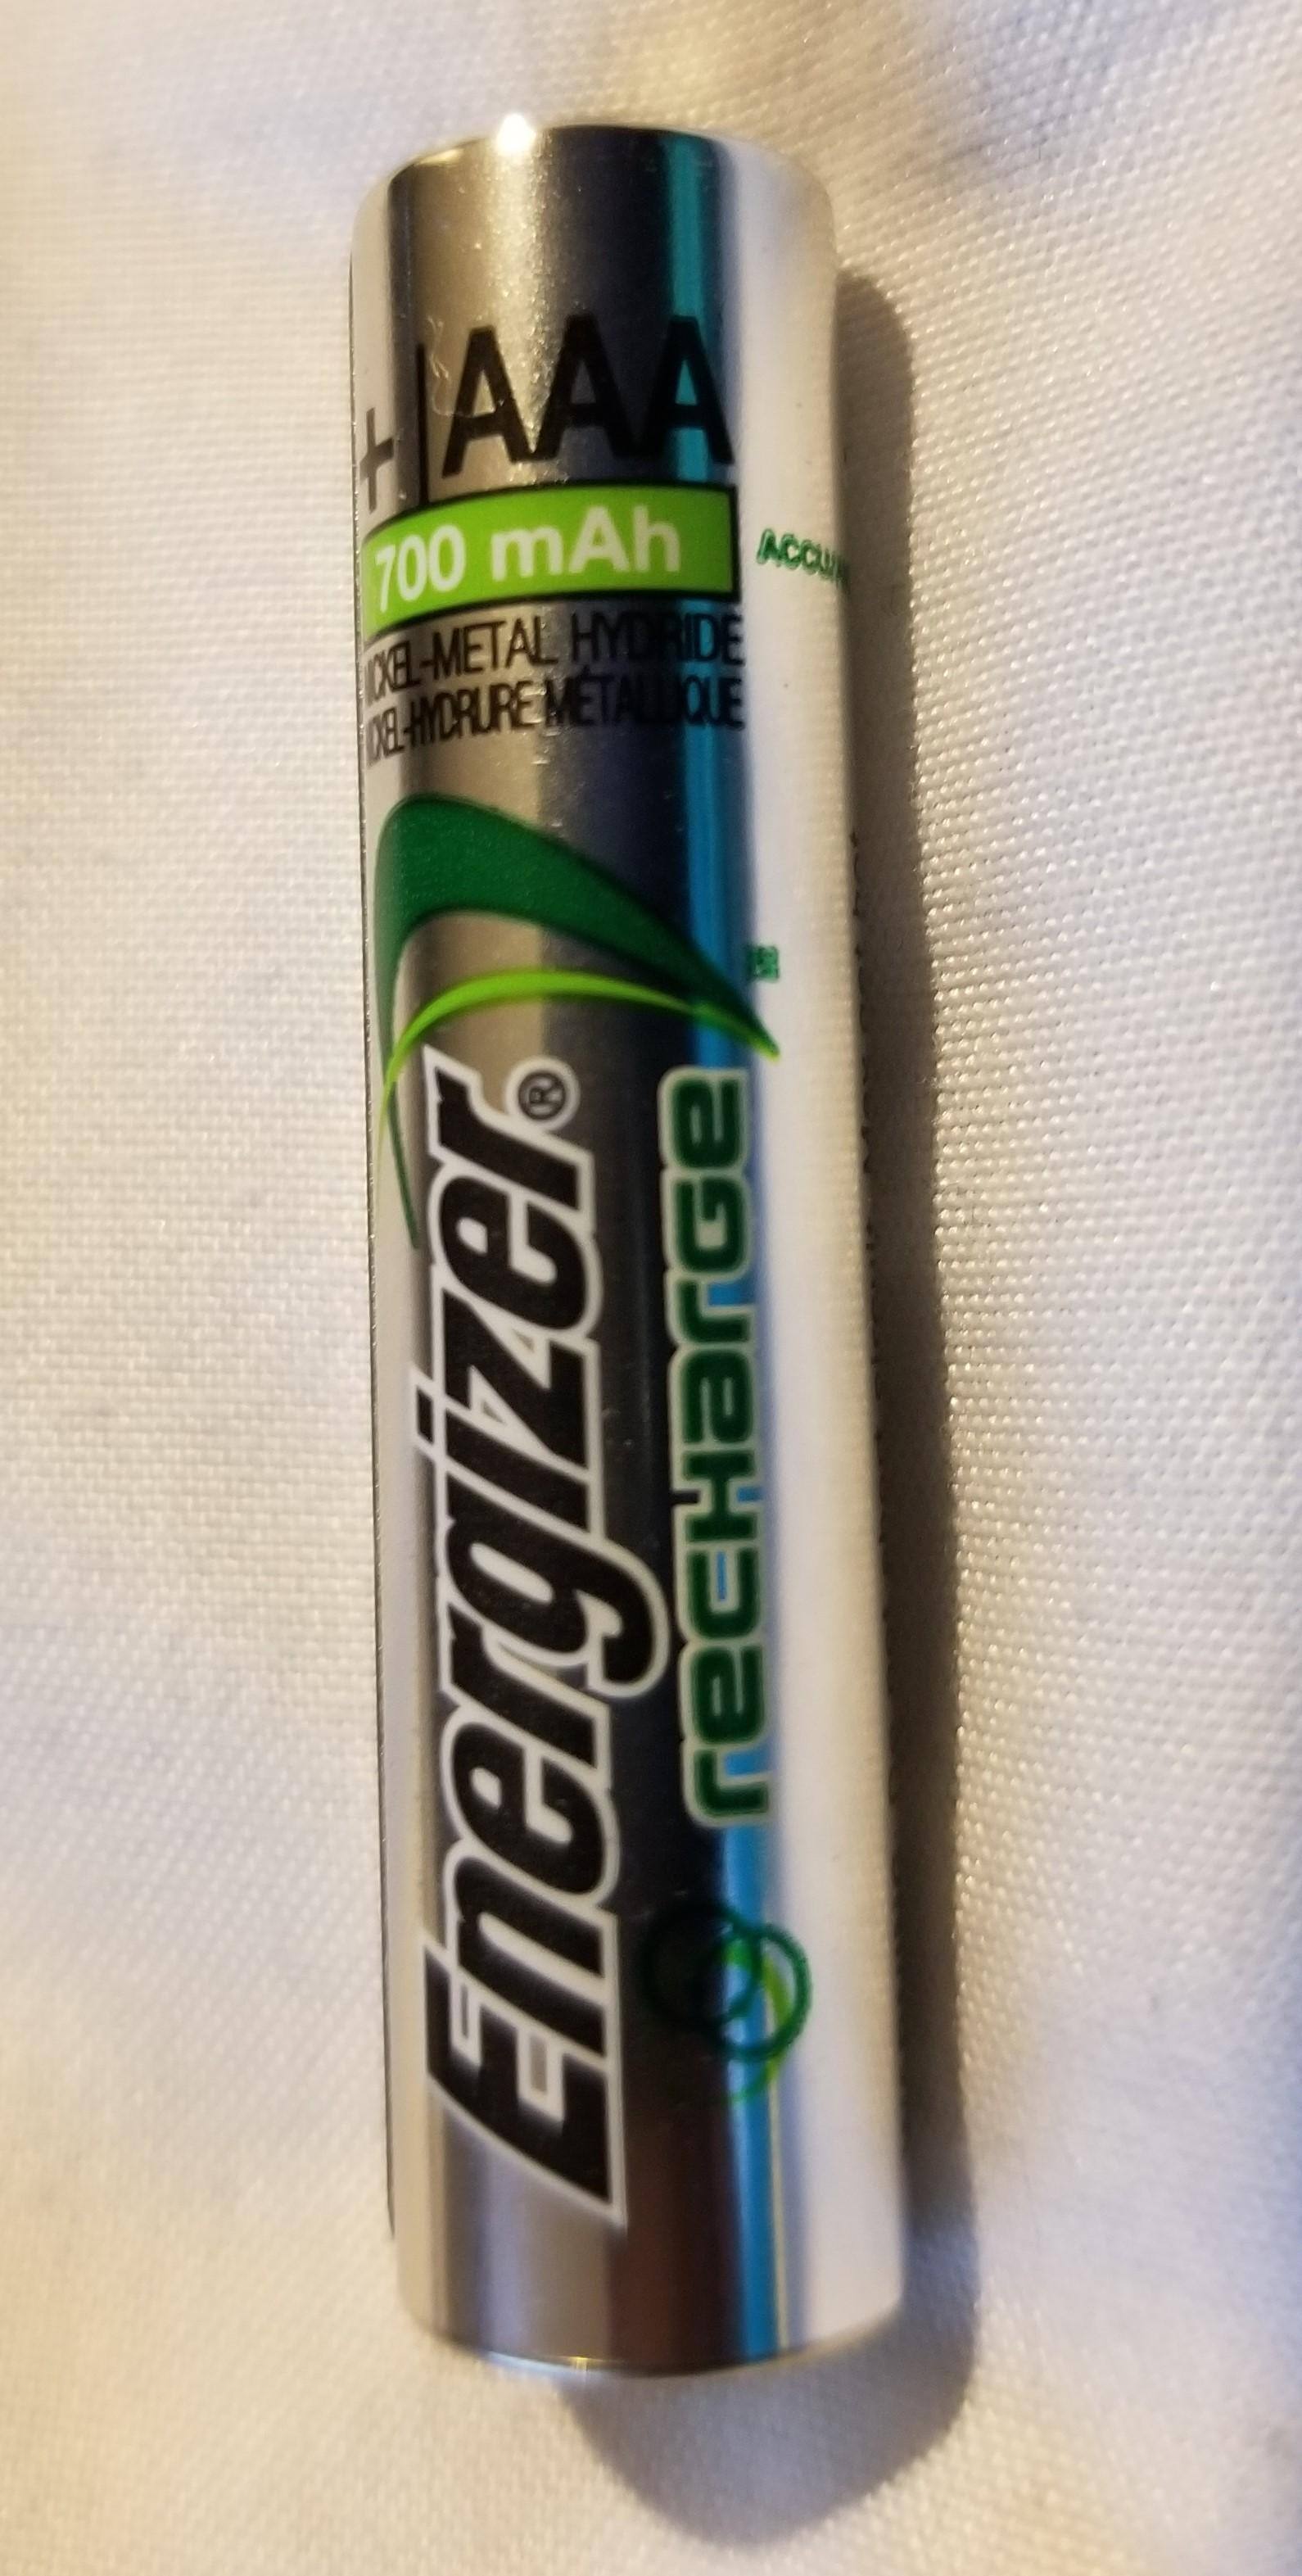 + AAA
700 mAh
NICKEL-METAL HYDRIDE
NICKEL-HYDRURE MÉTALLIQUE
Energizer®
recharge